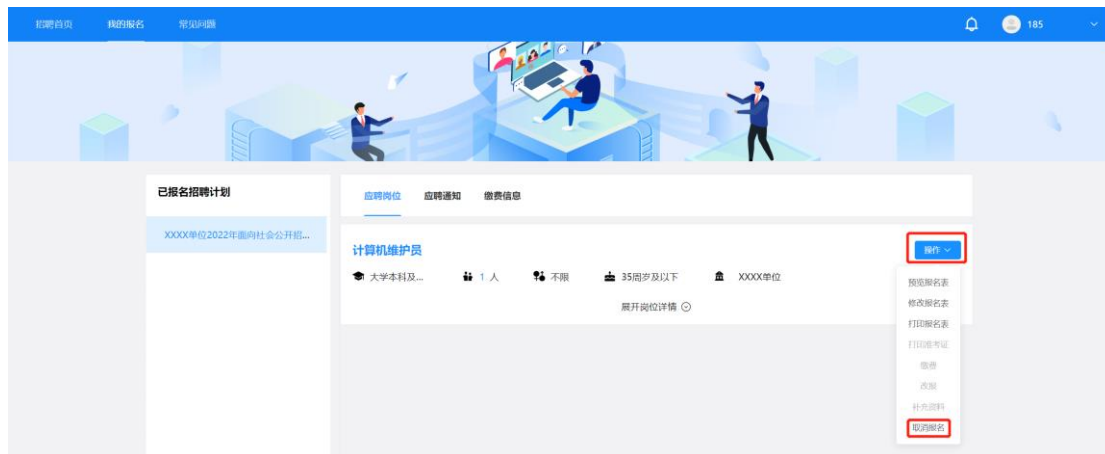 招聘首页 我的报名 常见问题 185
已报名招聘计划
应聘岗位 应聘通知 缴费信息
XXXX单位2022年面向社会公开招...
计算机维护员
操作
大学本科及... 1 人 不限 35周岁及以下 XXXX单位
展开岗位详情
预览报名表
修改报名表
打印报名表
打印准考证
缴费
改报
补充资料
取消报名